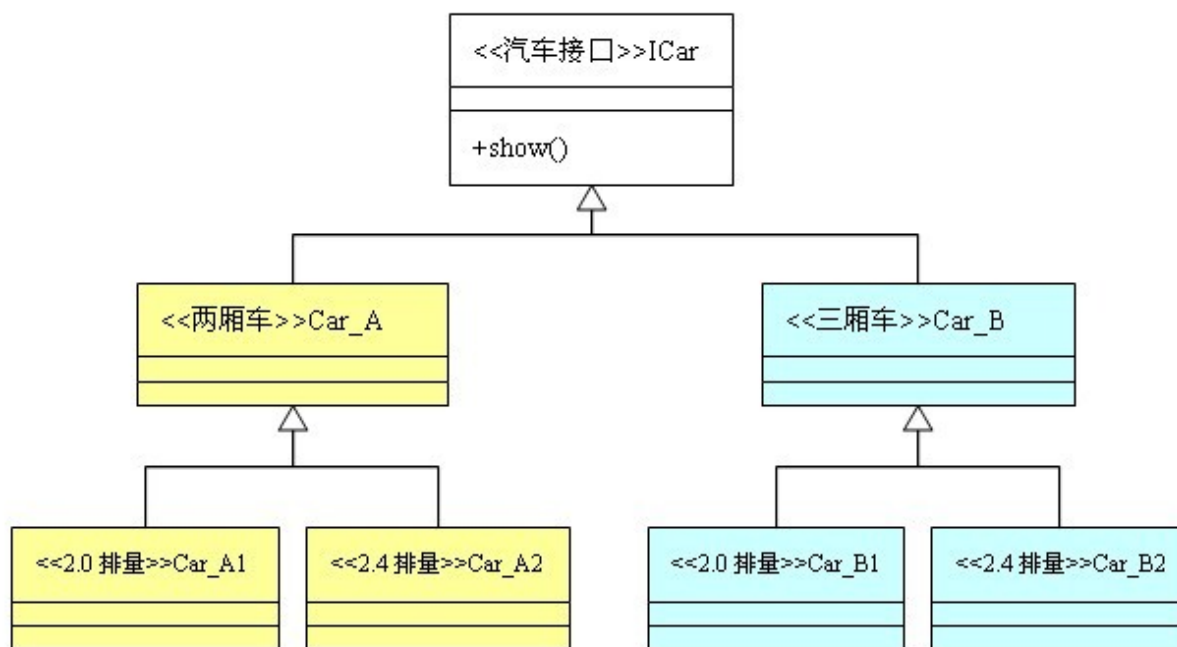 <<汽车接口>>ICar
+show()
<<两厢车>>Car_A
<<三厢车>>Car_B
<<2.0 排量>>Car_A1
<<2.4 排量>>Car_A2
<<2.0 排量>>Car_B1
<<2.4 排量>>Car_B2